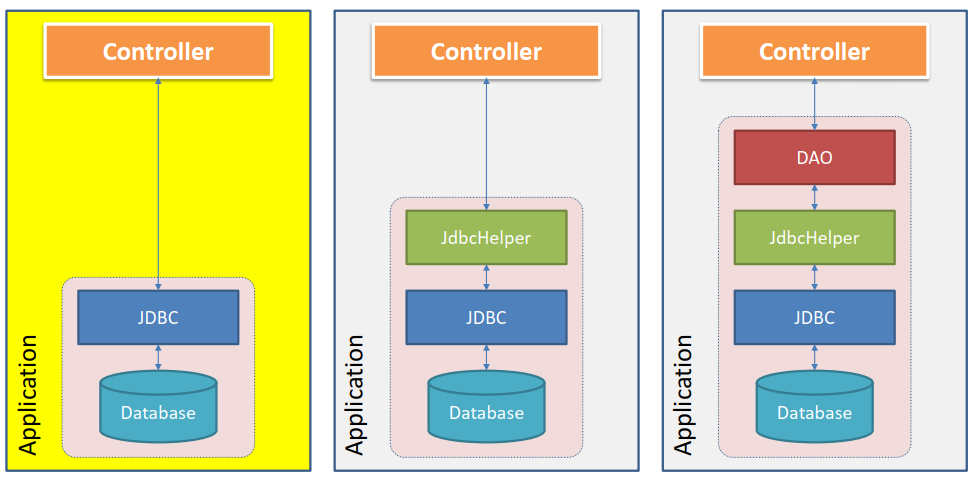 Controller
JDBC
Database
Application
Controller
JdbcHelper
JDBC
Database
Application
Controller
DAO
JdbcHelper
JDBC
Database
Application